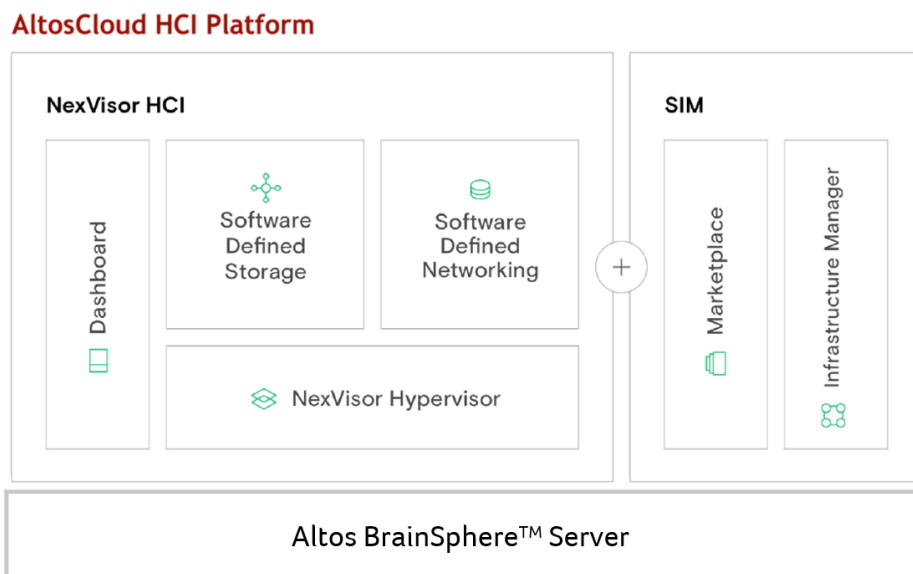 AltosCloud HCI Platform
NexVisor HCI
Dashboard
Software
Defined
Storage
Software
Defined
Networking
NexVisor Hypervisor
+
SIM
Marketplace
Infrastructure Manager
Altos BrainSphere™ Server